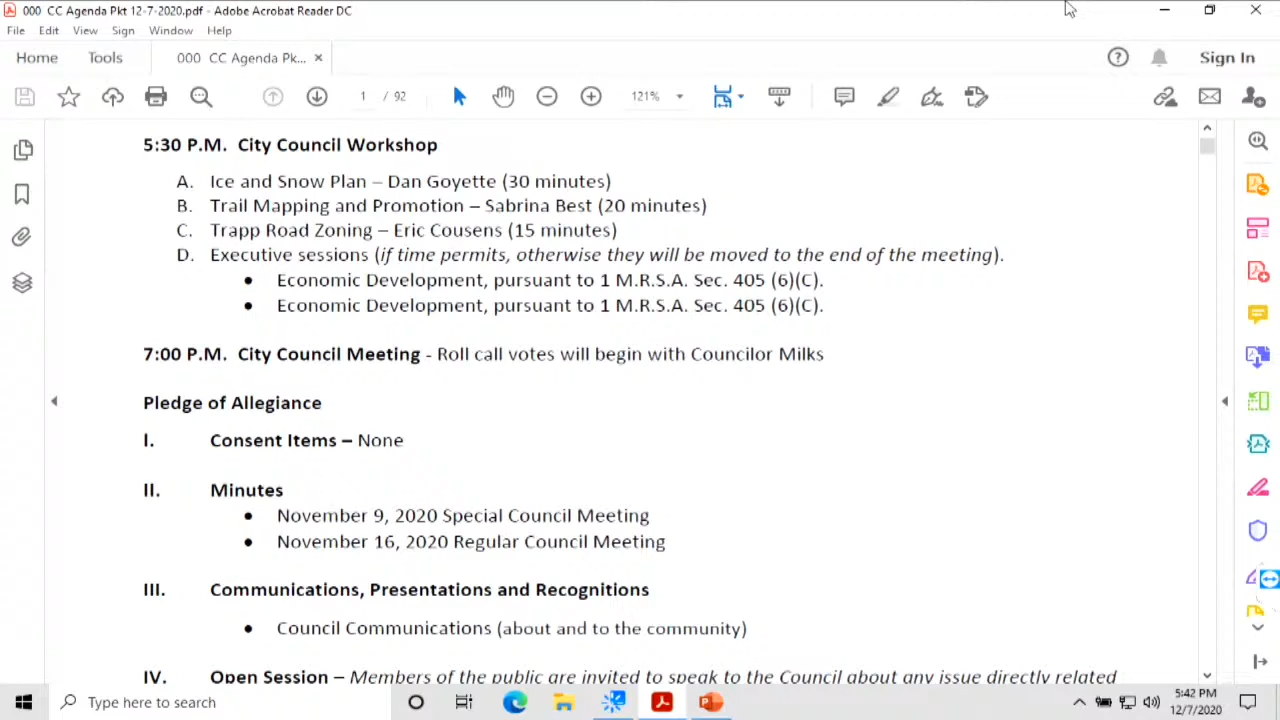 000 CC Agenda Pkt 12-7-2020.pdf - Adobe Acrobat Reader DC
File Edit View Sign Window Help
Home Tools 000 CC Agenda Pk... × Sign In
1 / 92 121%
5:30 P.M. City Council Workshop
A. Ice and Snow Plan – Dan Goyette (30 minutes)
B. Trail Mapping and Promotion – Sabrina Best (20 minutes)
C. Trapp Road Zoning – Eric Cousens (15 minutes)
D. Executive sessions (if time permits, otherwise they will be moved to the end of the meeting).
• Economic Development, pursuant to 1 M.R.S.A. Sec. 405 (6)(C).
• Economic Development, pursuant to 1 M.R.S.A. Sec. 405 (6)(C).
7:00 P.M. City Council Meeting - Roll call votes will begin with Councilor Milks
Pledge of Allegiance
I. Consent Items – None
II. Minutes
• November 9, 2020 Special Council Meeting
• November 16, 2020 Regular Council Meeting
III. Communications, Presentations and Recognitions
• Council Communications (about and to the community)
IV. Open Session – Members of the public are invited to speak to the Council about any issue directly related
Type here to search
5:42 PM
12/7/2020